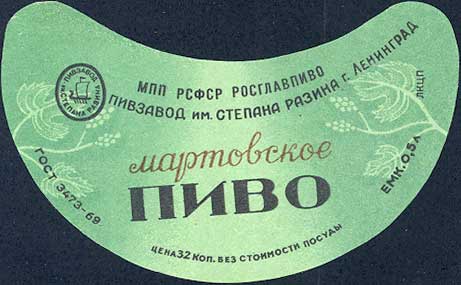 МПП РСФСР РОСГЛАВПИВО
ПИВЗАВОД ИМ. СТЕПАНА РАЗИНА Г. ЛЕНИНГРАД
ПИВЗАВОД
ИМ. СТЕПАНА РАЗИНА
ЛКЦП
мартовское
ПИВО
ГОСТ 3473-69
ЕМК. 0,5 Л
ЦЕНА 32 КОП. БЕЗ СТОИМОСТИ ПОСУДЫ